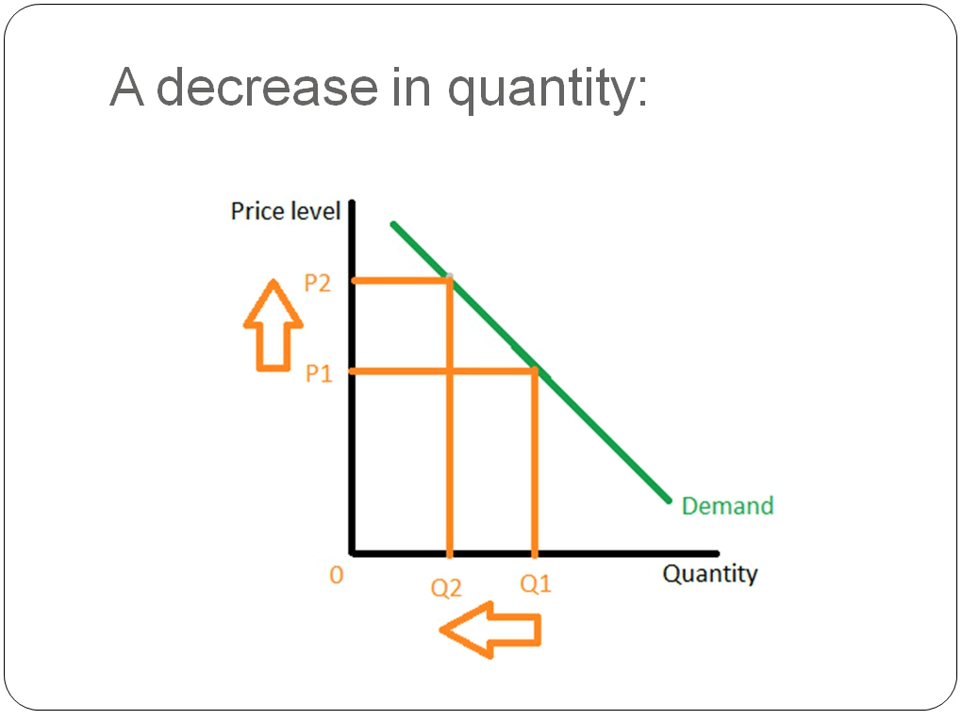 A decrease in quantity:
Price level
P2
P1
Demand
0
Q2
Q1
Quantity